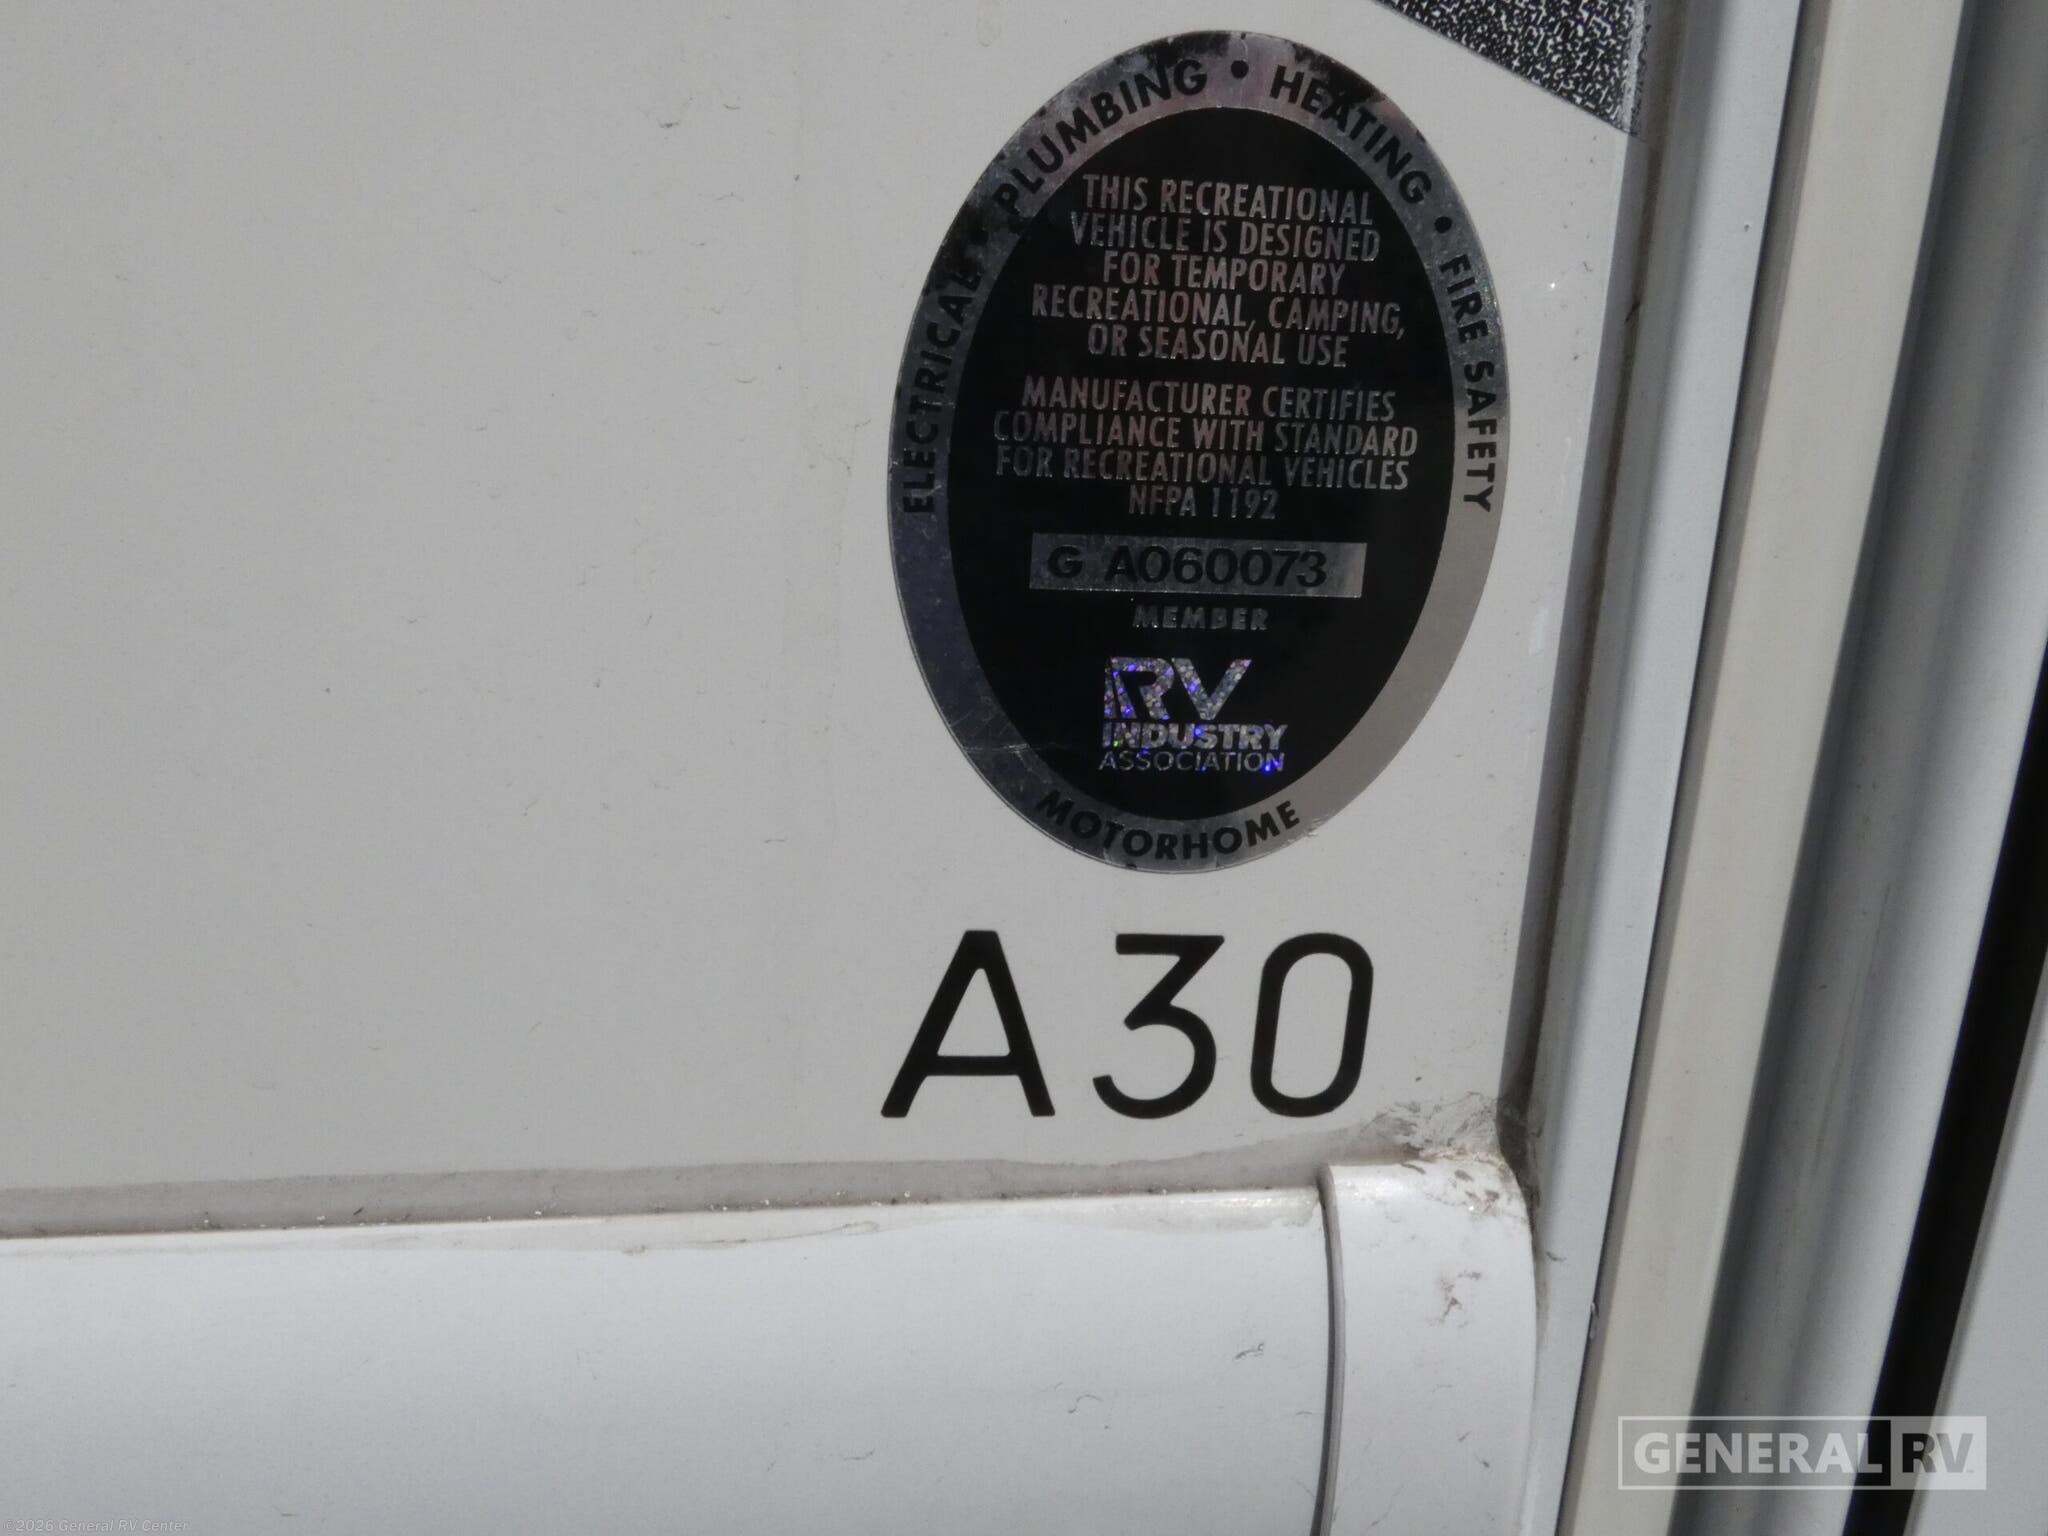 ELECTRICAL • PLUMBING • HEATING • FIRE SAFETY
THIS RECREATIONAL
VEHICLE IS DESIGNED
FOR TEMPORARY
RECREATIONAL, CAMPING,
OR SEASONAL USE
MANUFACTURER CERTIFIES
COMPLIANCE WITH STANDARD
FOR RECREATIONAL VEHICLES
NFPA 1192
G A060073
MEMBER
RV
INDUSTRY
ASSOCIATION
MOTORHOME
A30
GENERAL RV
©2026 General RV Center